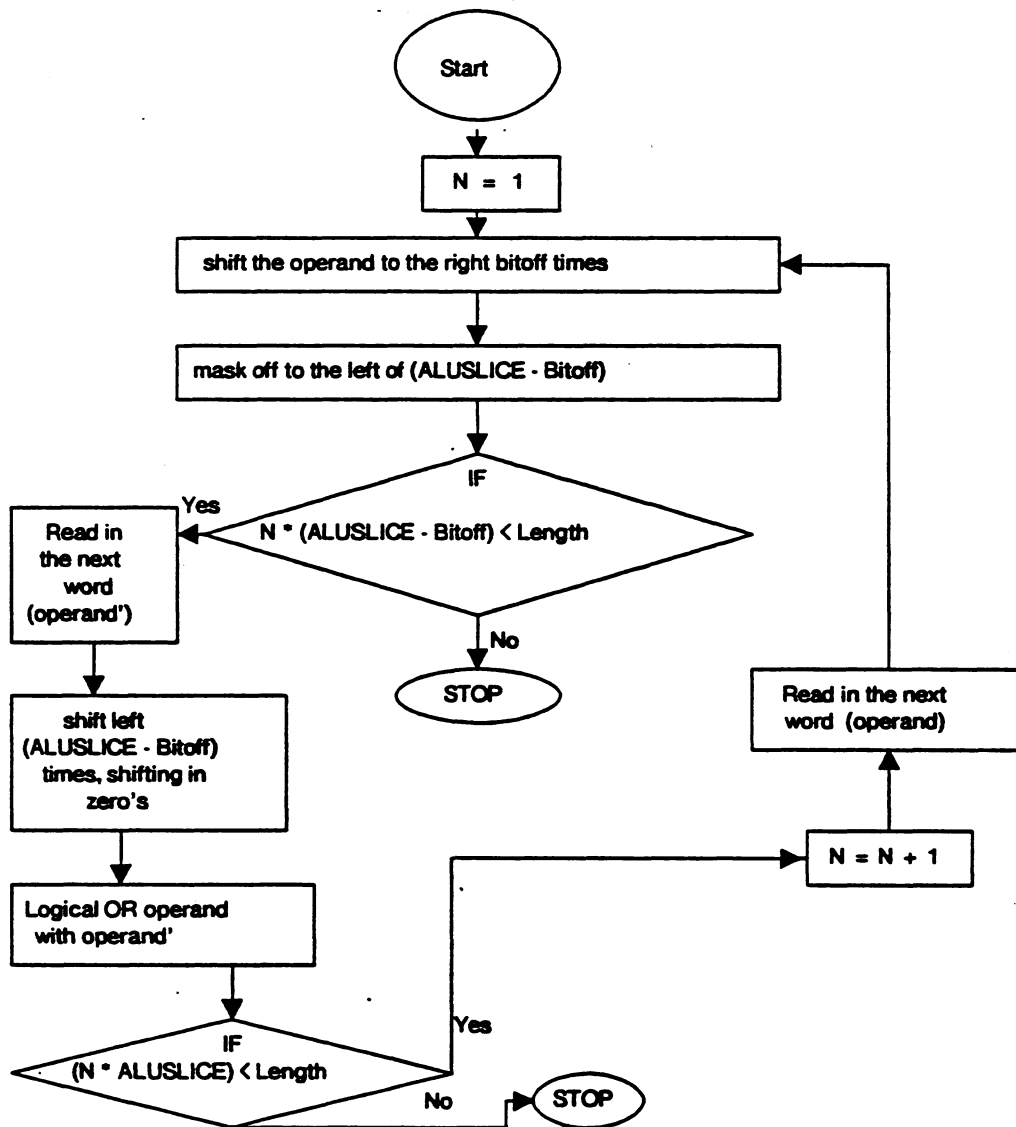 Start
N = 1
shift the operand to the right bitoff times
mask off to the left of (ALUSLICE - Bitoff)
IF
N * (ALUSLICE - Bitoff) < Length
Yes
No
STOP
Read in
the next
word
(operand')
shift left
(ALUSLICE - Bitoff)
times, shifting in
zero's
Logical OR operand
with operand'
IF
(N * ALUSLICE) < Length
Yes
No
STOP
N = N + 1
Read in the next
word (operand)